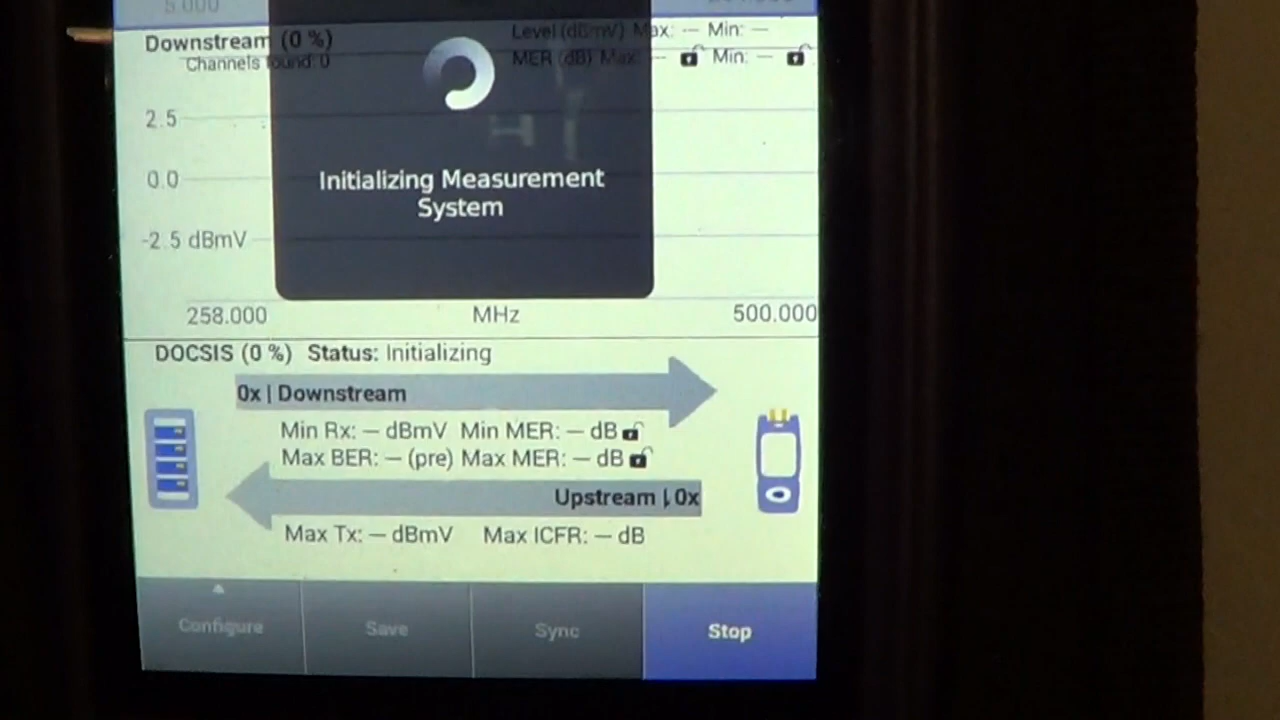 5.000
Downstream (0 %)
Level (dBmV) Max: -- Min: --
Channels found: 0
MER (dB) Max: -- Min: --
2.5
0.0
-2.5 dBmV
Initializing Measurement
System
258.000 MHz 500.000
DOCSIS (0 %) Status: Initializing
0x | Downstream
Min Rx: -- dBmV Min MER: -- dB
Max BER: -- (pre) Max MER: -- dB
Upstream | 0x
Max Tx: -- dBmV Max ICFR: -- dB
Configure Save Sync Stop